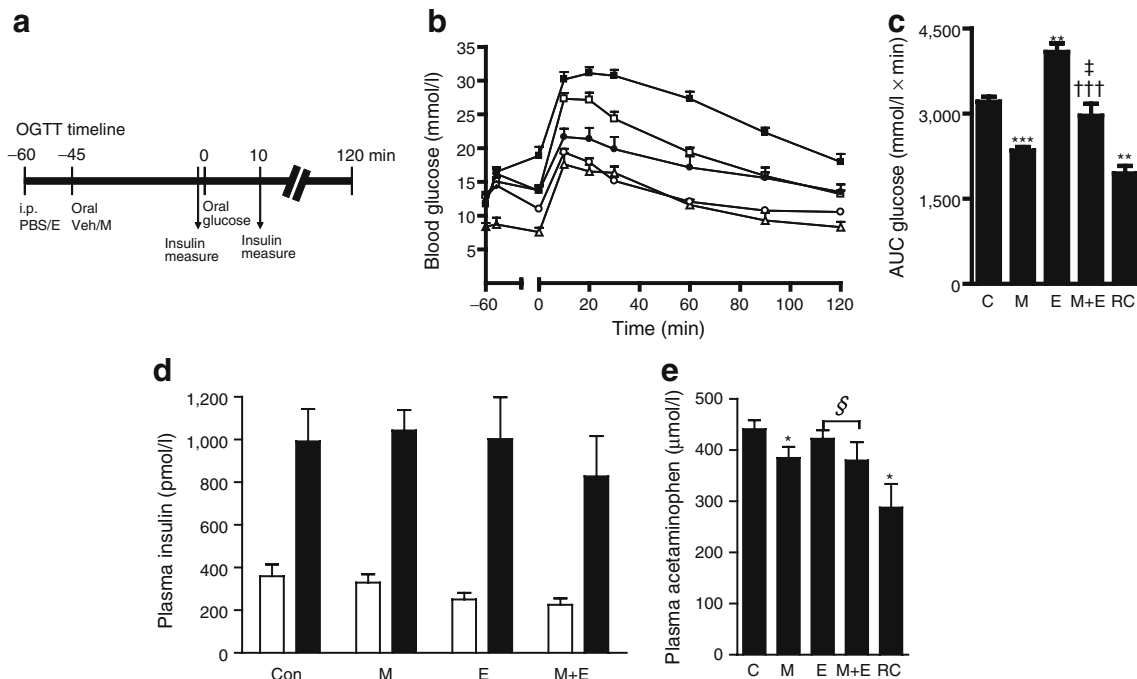 a
OGTT timeline
–60 –45 0 10 120 min
i.p. PBS/E
Oral Veh/M
Oral glucose
Insulin measure
Insulin measure
b
Blood glucose (mmol/l)
35
30
25
20
15
10
5
–60 0 20 40 60 80 100 120
Time (min)
c
AUC glucose (mmol/l × min)
4,500
3,000
1,500
0
***
**
‡
†††
**
C M E M+E RC
d
Plasma insulin (pmol/l)
1,200
1,000
800
600
400
200
0
Con M E M+E
e
Plasma acetaminophen (µmol/l)
500
400
300
200
100
0
*
§
*
C M E M+E RC